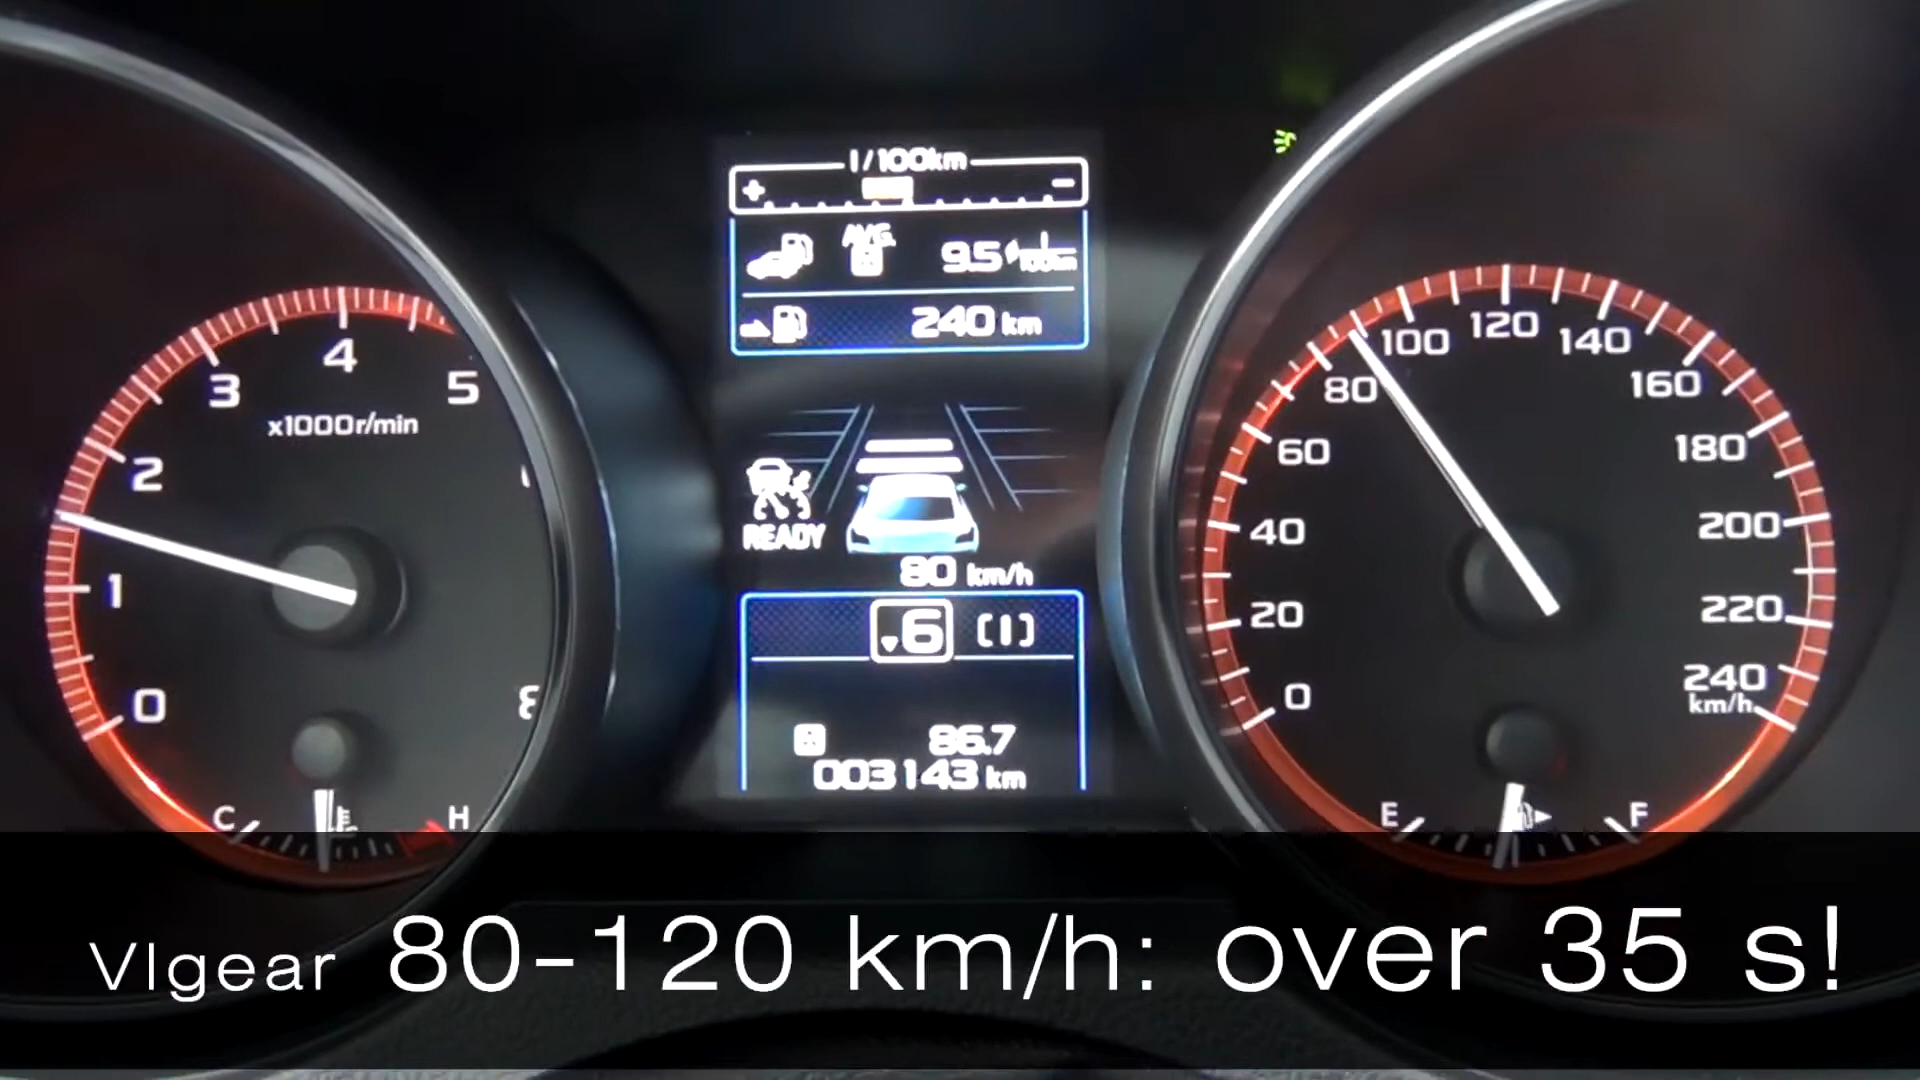 l/100km
+ −
AVG. 9.5 l/100km
240 km
x1000r/min
0 1 2 3 4 5 8
C H
READY
80 km/h
6 (I)
86.7
003143 km
0 20 40 60 80 100 120 140 160 180 200 220 240
km/h
E F
VIgear 80-120 km/h: over 35 s!